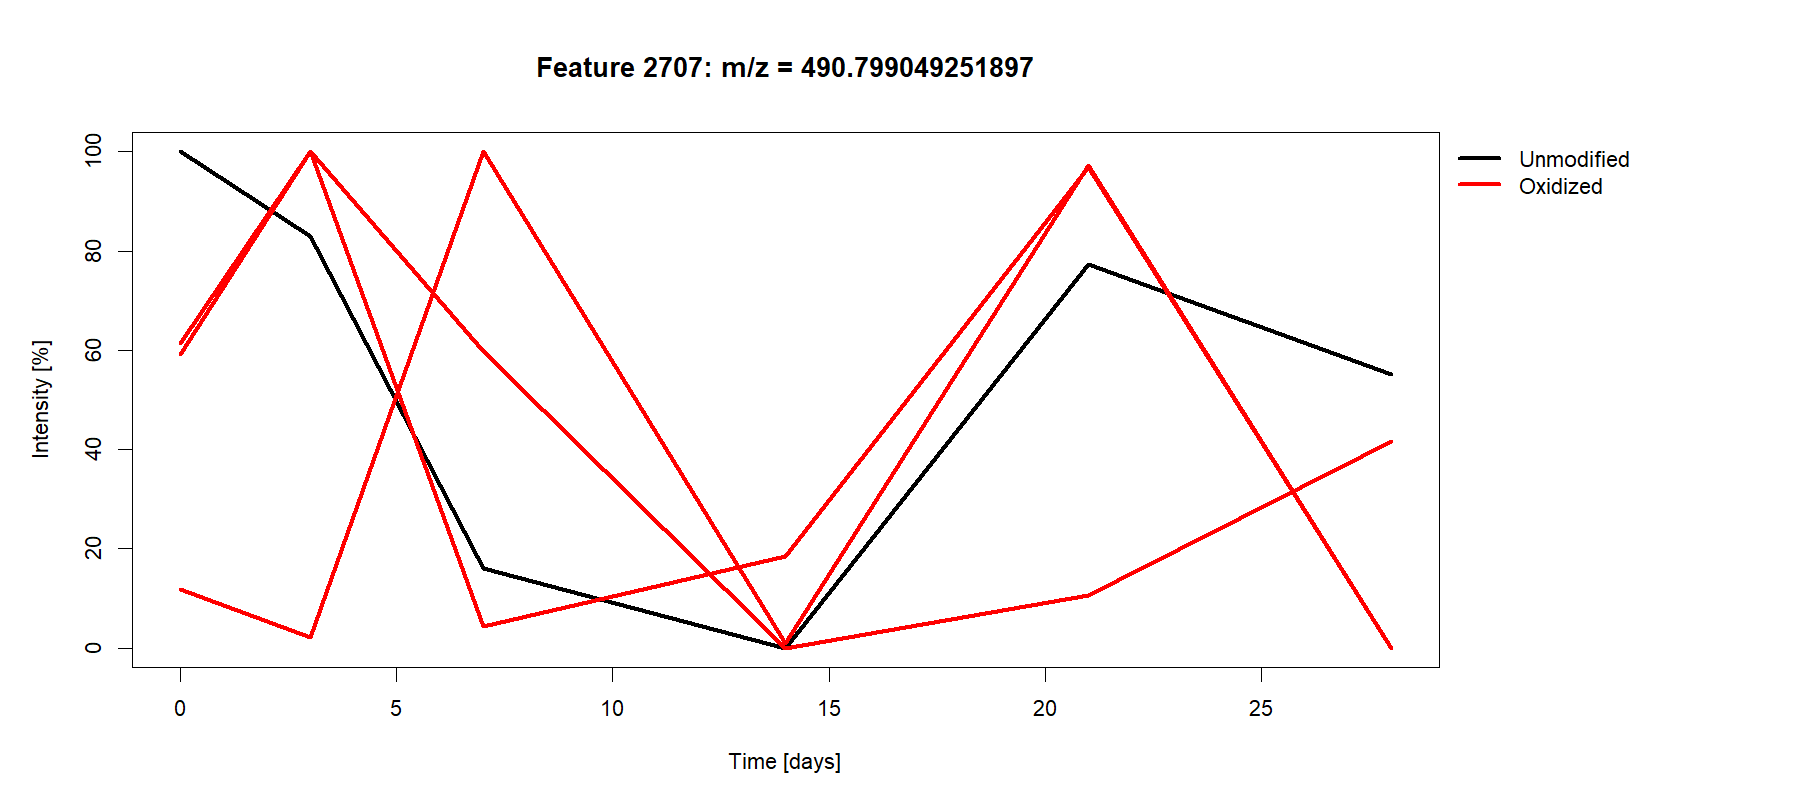 Feature 2707: m/z = 490.799049251897
Unmodified
Oxidized
Intensity [%]
100
80
60
40
20
0
0 5 10 15 20 25
Time [days]